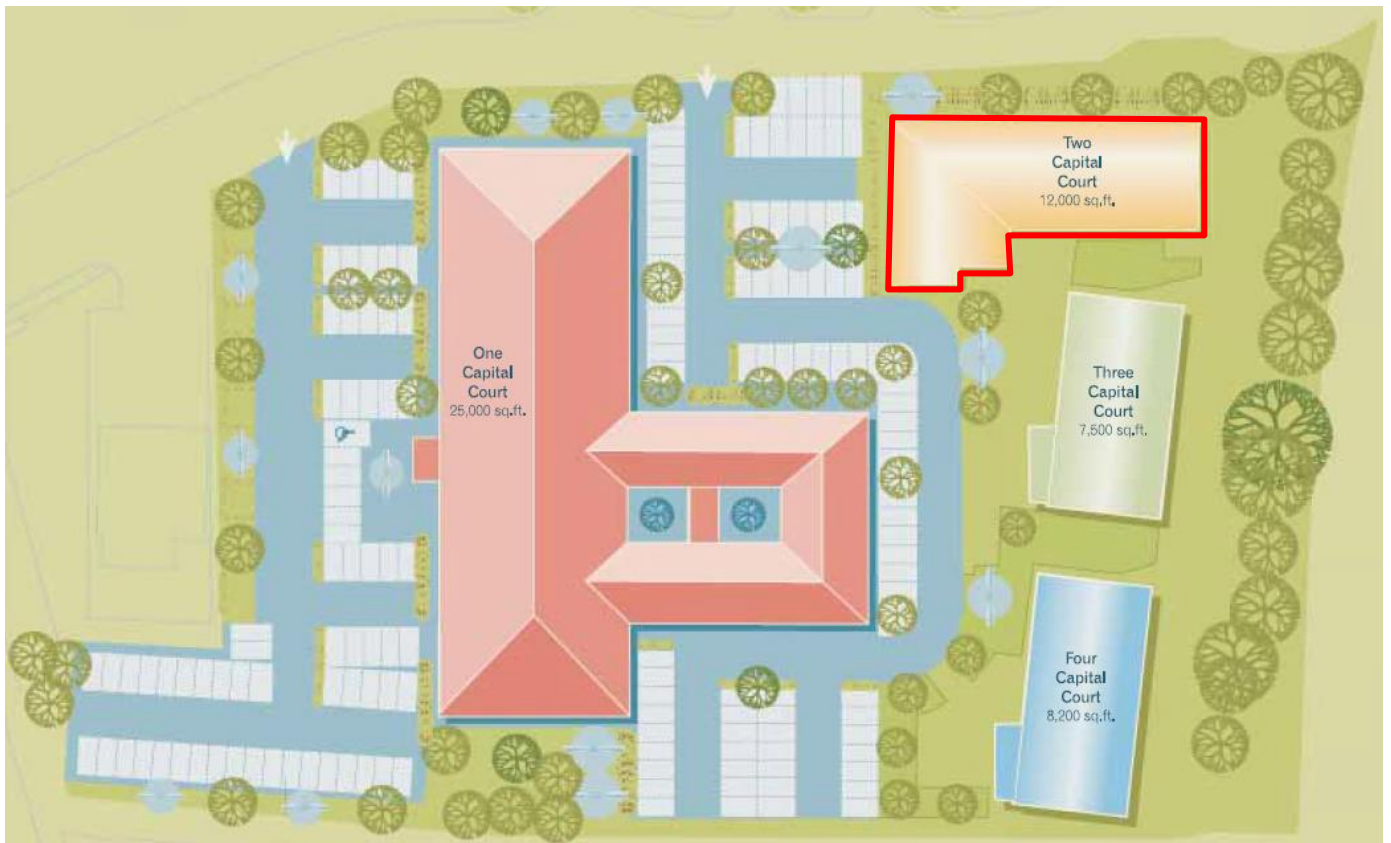 Two
Capital
Court
12,000 sq.ft.
One
Capital
Court
25,000 sq.ft.
Three
Capital
Court
7,500 sq.ft.
Four
Capital
Court
8,200 sq.ft.